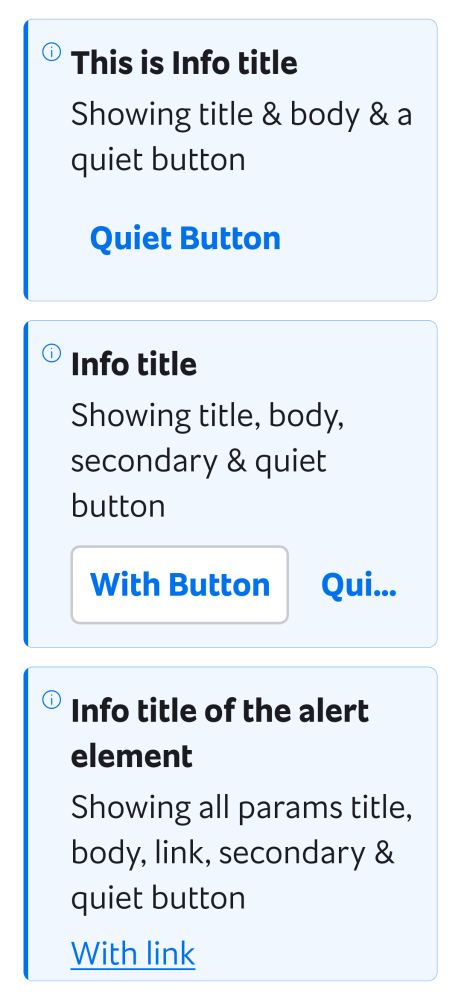 This is Info title
Showing title & body & a
quiet button
Quiet Button
Info title
Showing title, body,
secondary & quiet
button
With Button Qui...
Info title of the alert
element
Showing all params title,
body, link, secondary &
quiet button
With link